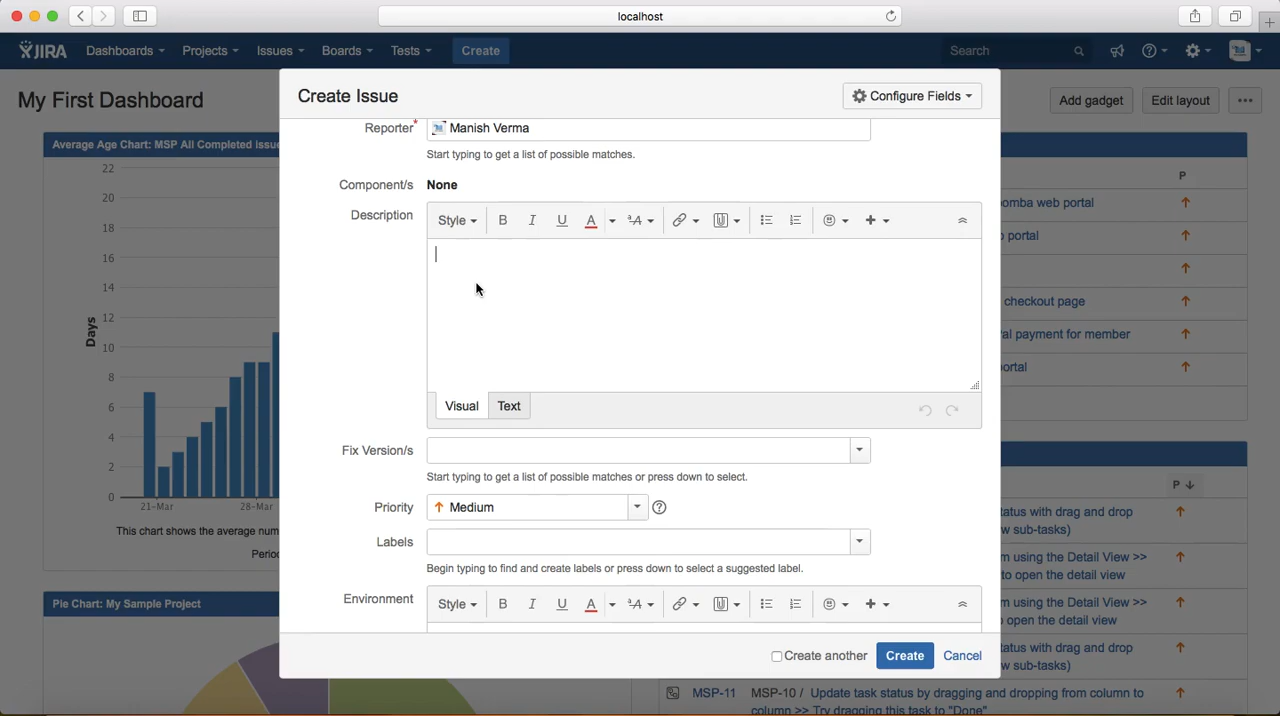 localhost
JIRA Dashboards Projects Issues Boards Tests Create Search
My First Dashboard
Add gadget Edit layout
Create Issue
Configure Fields
Average Age Chart: MSP All Completed issue
22
20
18
16
14
12
10
8
6
4
2
0
Days
21-Mar 28-Mar
This chart shows the average num
Perio
Pie Chart: My Sample Project
Reporter* Manish Verma
Start typing to get a list of possible matches.
Component/s None
Description
Style B I U A A
Visual Text
Fix Version/s
Start typing to get a list of possible matches or press down to select.
Priority Medium
Labels
Begin typing to find and create labels or press down to select a suggested label.
Environment
Style B I U A A
Create another Create Cancel
P
omba web portal
portal
checkout page
al payment for member
ortal
P
tatus with drag and drop
w sub-tasks)
m using the Detail View >>
to open the detail view
m using the Detail View >>
open the detail view
tatus with drag and drop
w sub-tasks)
MSP-11 MSP-10 / Update task status by dragging and dropping from column to
column >> Try dragging this task to "Done"